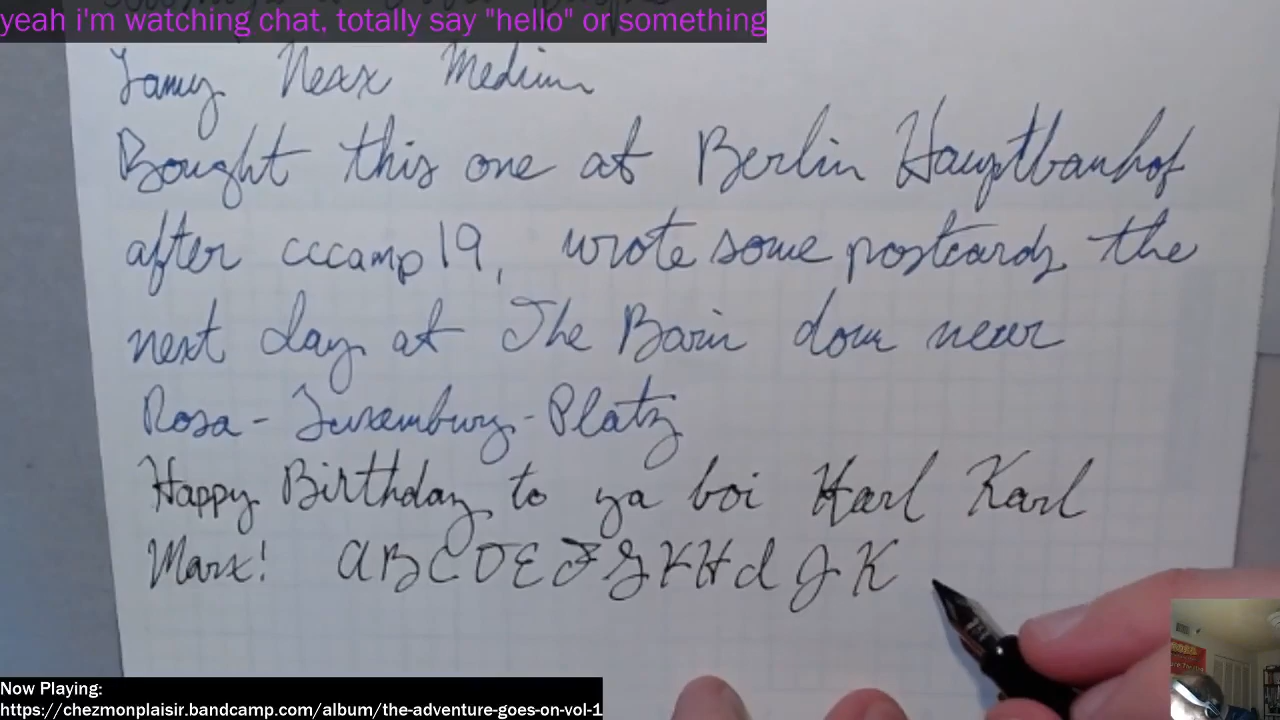 yeah i'm watching chat, totally say "hello" or something
Lamy Nexx Medium
Bought this one at Berlin Hauptbanhof
after cccamp19, wrote some postcards the
next day at The Barn down near
Rosa-Luxemburg-Platz
Happy Birthday to ya boi Karl Karl
Marx! A B C D E F G K H I J K
Now Playing:
https://chezmonplaisir.bandcamp.com/album/the-adventure-goes-on-vol-1